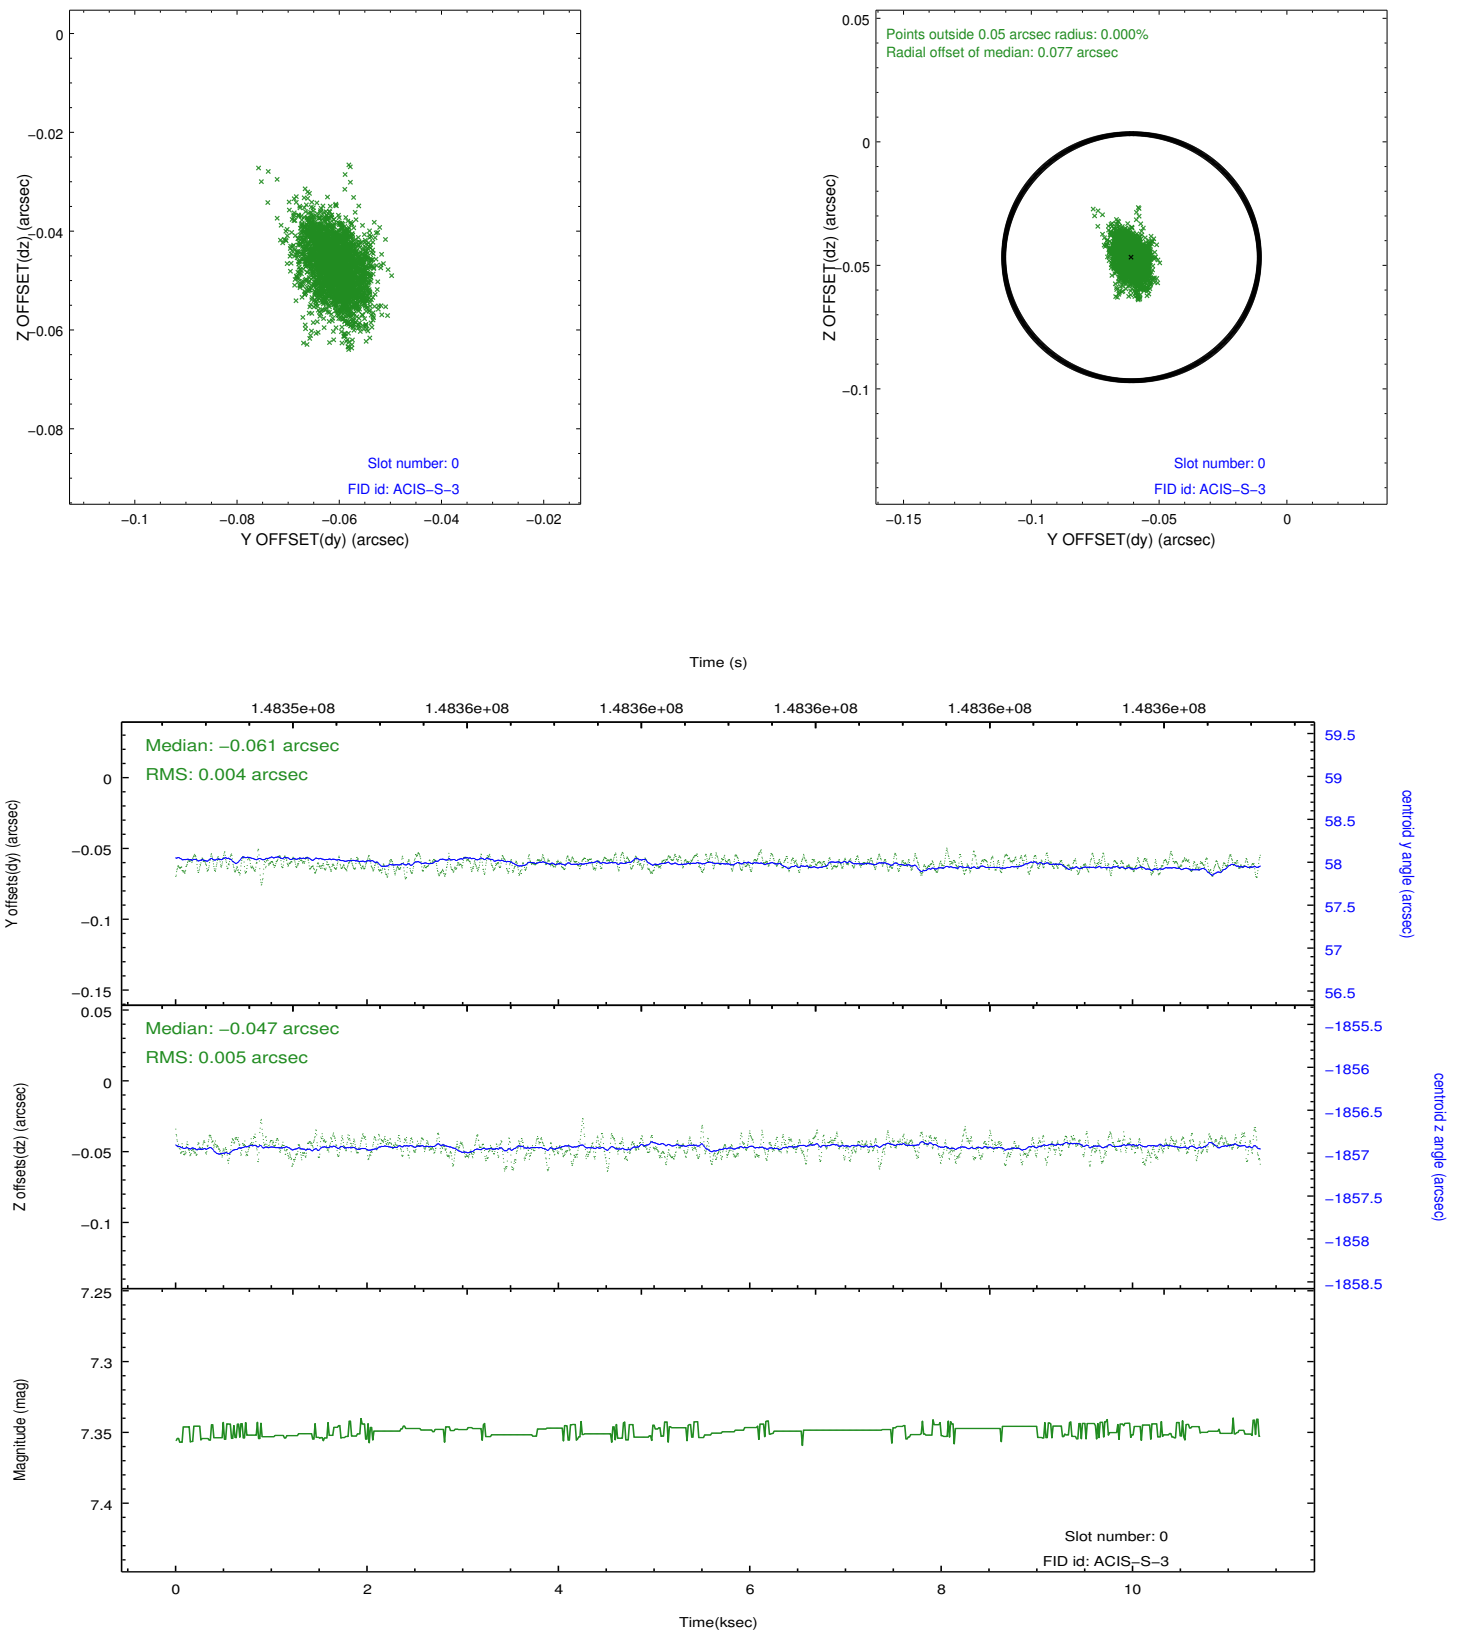 0
−0.02
−0.04
−0.06
−0.08
Z OFFSET(dz) (arcsec)
Slot number: 0
FID id: ACIS−S−3
−0.1
−0.08
−0.06
−0.04
−0.02
Y OFFSET(dy) (arcsec)
0.05
Points outside 0.05 arcsec radius: 0.000%
Radial offset of median: 0.077 arcsec
0
−0.05
−0.1
Z OFFSET(dz) (arcsec)
Slot number: 0
FID id: ACIS−S−3
−0.15
−0.1
−0.05
0
Y OFFSET(dy) (arcsec)
Time (s)
1.4835e+08
1.4836e+08
1.4836e+08
1.4836e+08
1.4836e+08
1.4836e+08
Median: −0.061 arcsec
RMS: 0.004 arcsec
0
−0.05
−0.1
−0.15
Y offsets(dy) (arcsec)
59.5
59
58.5
58
57.5
57
56.5
centroid y angle (arcsec)
0.05
Median: −0.047 arcsec
RMS: 0.005 arcsec
0
−0.05
−0.1
Z offsets(dz) (arcsec)
−1855.5
−1856
−1856.5
−1857
−1857.5
−1858
−1858.5
centroid z angle (arcsec)
7.25
7.3
7.35
7.4
Magnitude (mag)
Slot number: 0
FID id: ACIS−S−3
0
2
4
6
8
10
Time(ksec)